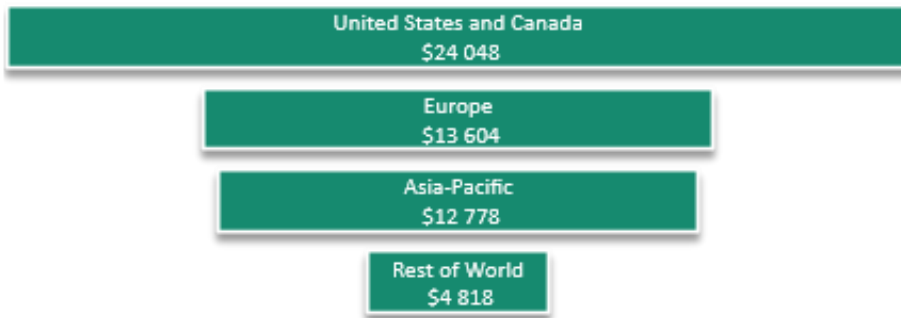 United States and Canada
$24 048
Europe
$13 604
Asia-Pacific
$12 778
Rest of World
$4 818